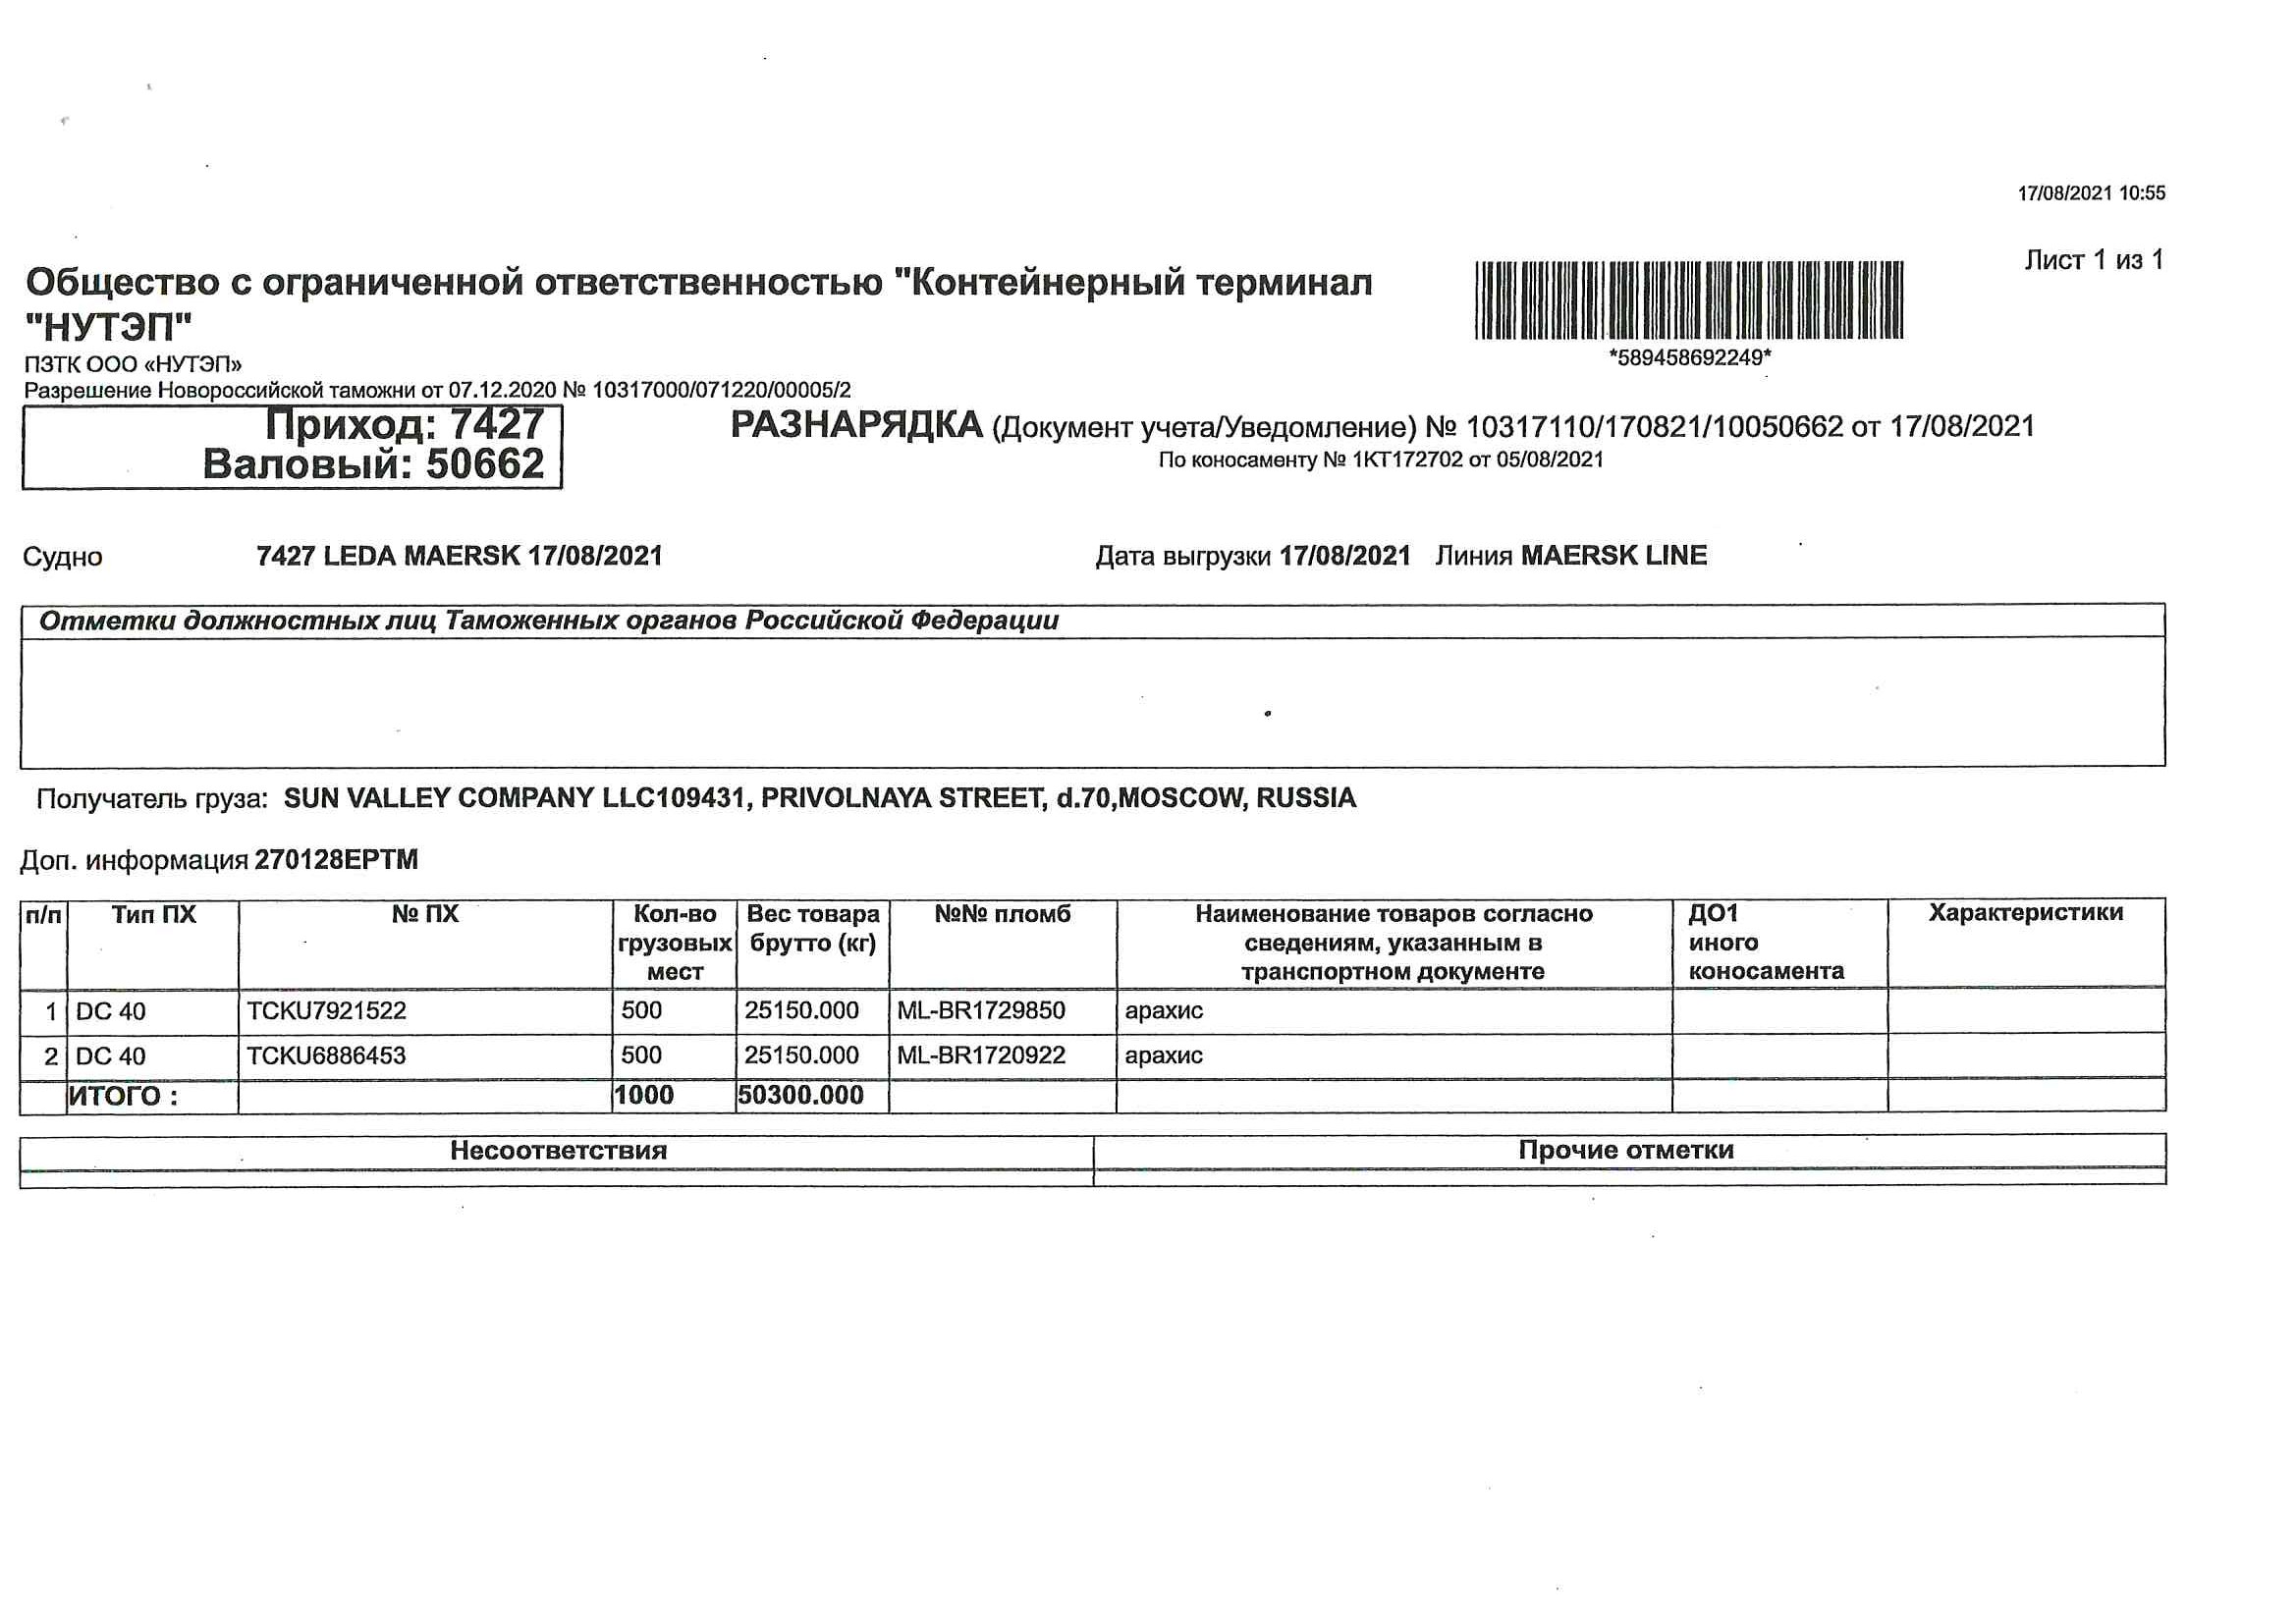 17/08/2021 10:55
Лист 1 из 1
Общество с ограниченной ответственностью "Контейнерный терминал
"НУТЭП"
*589458692249*
ПЗТК ООО «НУТЭП»
Разрешение Новороссийской таможни от 07.12.2020 № 10317000/071220/00005/2
Приход: 7427
Валовый: 50662
РАЗНАРЯДКА (Документ учета/Уведомление) № 10317110/170821/10050662 от 17/08/2021
По коносаменту № 1KT172702 от 05/08/2021
Судно 7427 LEDA MAERSK 17/08/2021 Дата выгрузки 17/08/2021 Линия MAERSK LINE
Отметки должностных лиц Таможенных органов Российской Федерации
Получатель груза: SUN VALLEY COMPANY LLC109431, PRIVOLNAYA STREET, d.70,MOSCOW, RUSSIA
Доп. информация 270128EPTM
п/п Тип ПХ № ПХ Кол-во Вес товара №№ пломб Наименование товаров согласно ДО1 Характеристики
грузовых брутто (кг) сведениям, указанным в иного
мест транспортном документе коносамента
1 DC 40 TCKU7921522 500 25150.000 ML-BR1729850 арахис
2 DC 40 TCKU6886453 500 25150.000 ML-BR1720922 арахис
ИТОГО : 1000 50300.000
Несоответствия Прочие отметки